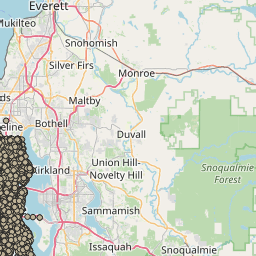 Everett
Mukilteo
Snohomish
Silver Firs
Monroe
Maltby
Bothell
Duvall
Kirkland
Union Hill-
Novelty Hill
Snoqualmie
Forest
Sammamish
Issaquah
Snoqualmie